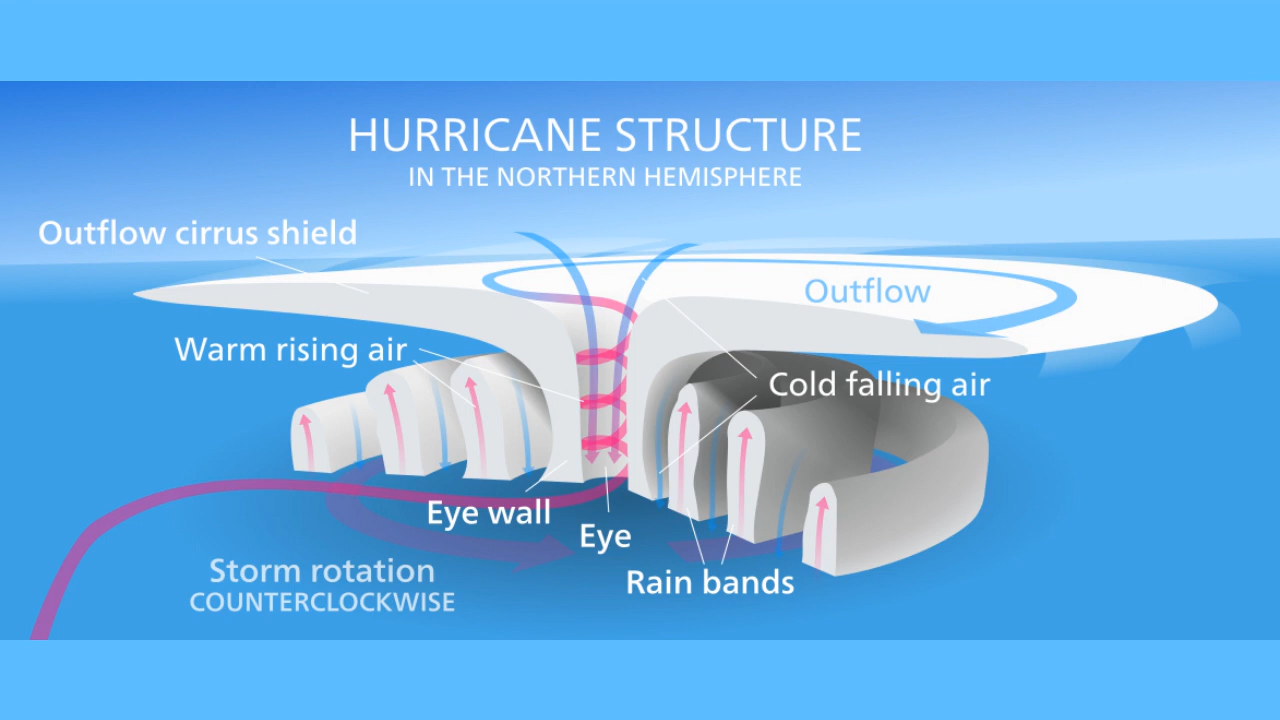 HURRICANE STRUCTURE
IN THE NORTHERN HEMISPHERE
Outflow cirrus shield
Outflow
Warm rising air
Cold falling air
Eye wall
Eye
Rain bands
Storm rotation
COUNTERCLOCKWISE